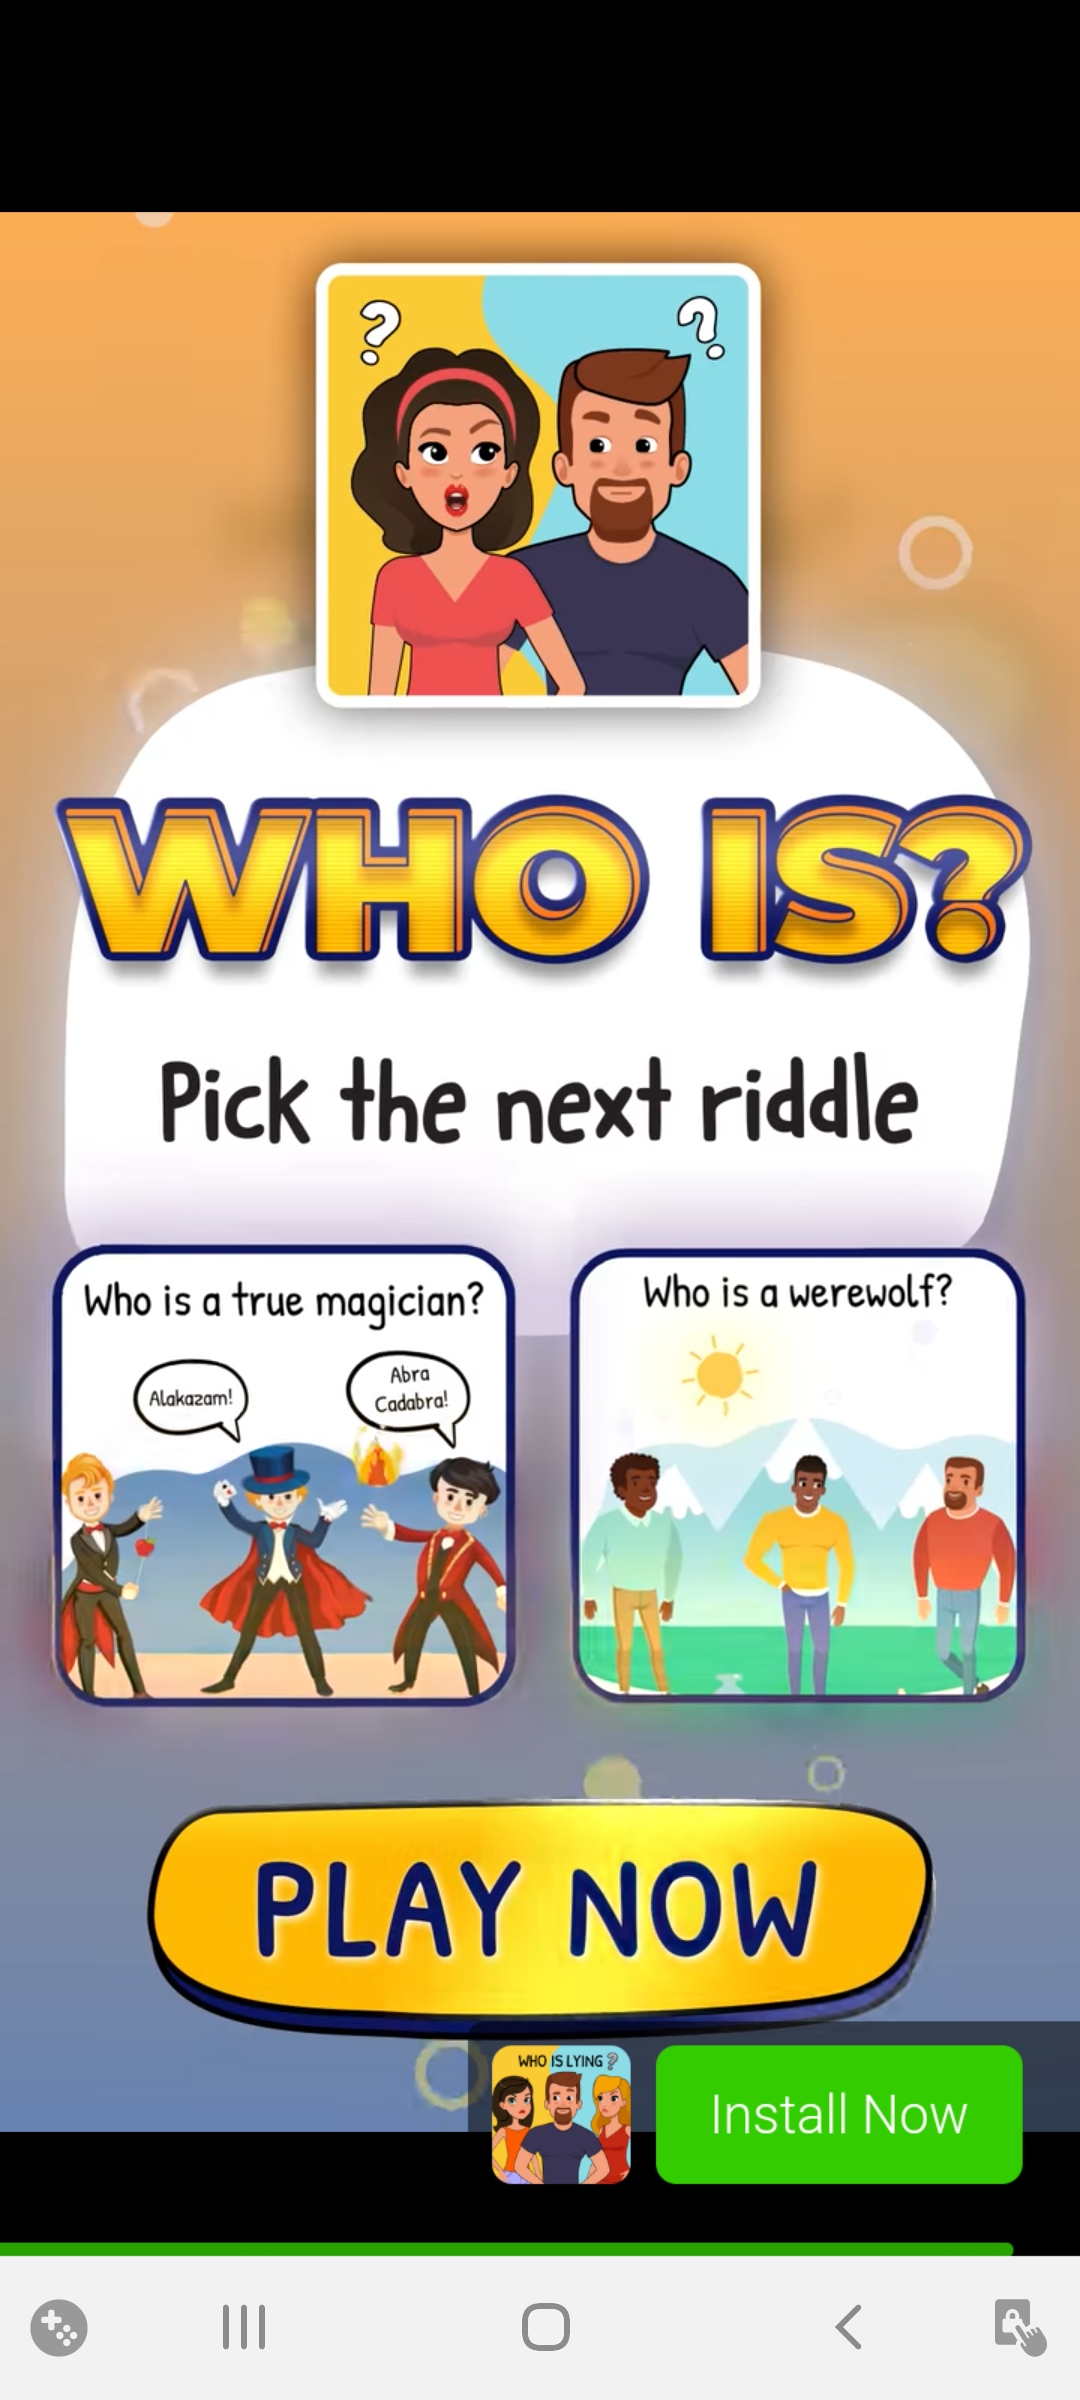 ? ?
WHO IS?
Pick the next riddle
Who is a true magician?
Alakazam!
Abra
Cadabra!
Who is a werewolf?
PLAY NOW
WHO IS LYING?
Install Now